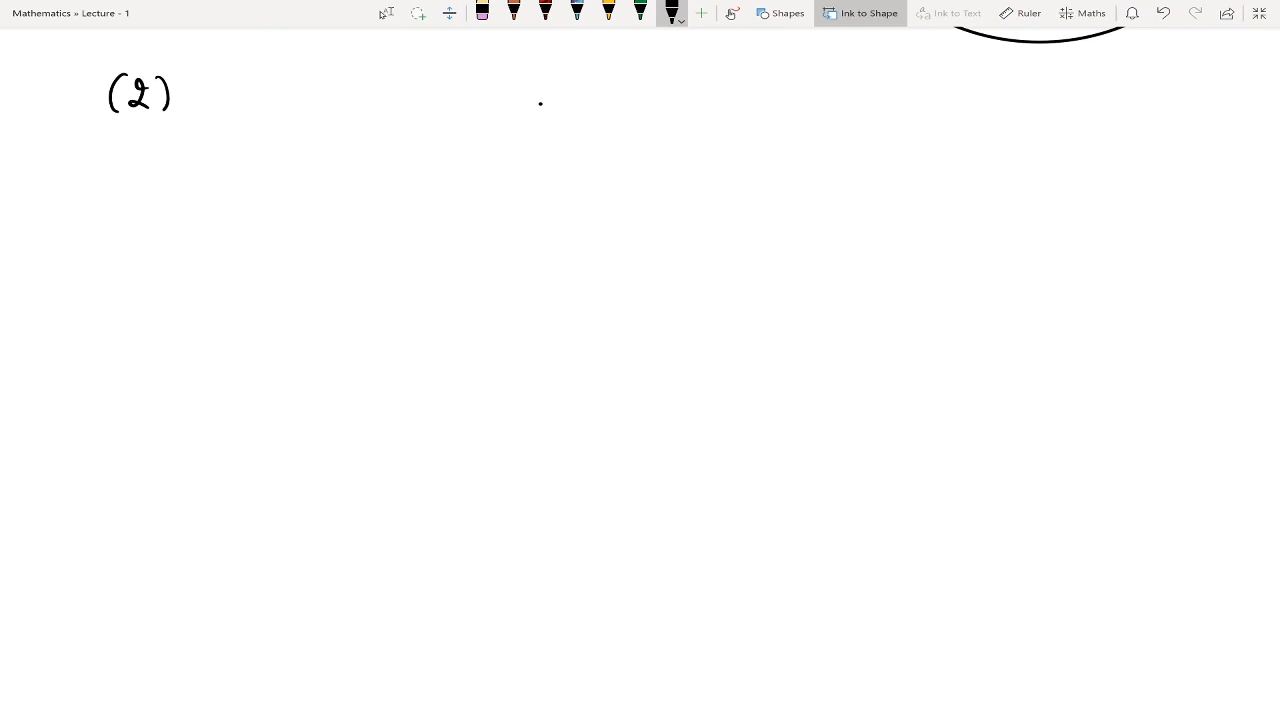 Mathematics » Lecture - 1
Shapes
Ink to Shape
Ink to Text
Ruler
Maths
(2)